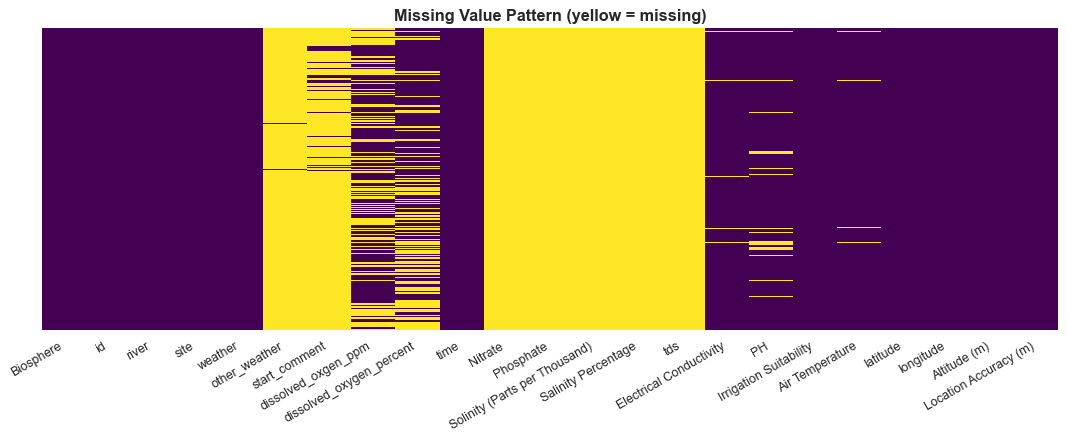 Missing Value Pattern (yellow = missing)
Biosphere
id
river
site
weather
other_weather
start_comment
dissolved_oxgen_ppm
dissolved_oxygen_percent
time
Nitrate
Phosphate
Solinity (Parts per Thousand)
Salinity Percentage
tds
Electrical Conductivity
PH
Irrigation Suitability
Air Temperature
latitude
longitude
Altitude (m)
Location Accuracy (m)